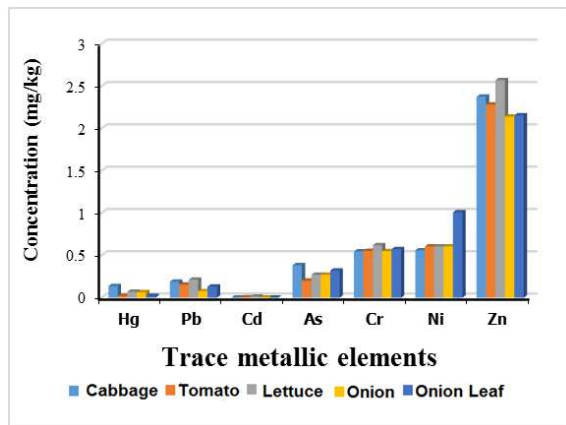 Concentration (mg/kg)
3
2.5
2
1.5
1
0.5
0
Hg Pb Cd As Cr Ni Zn
Trace metallic elements
Cabbage Tomato Lettuce Onion Onion Leaf